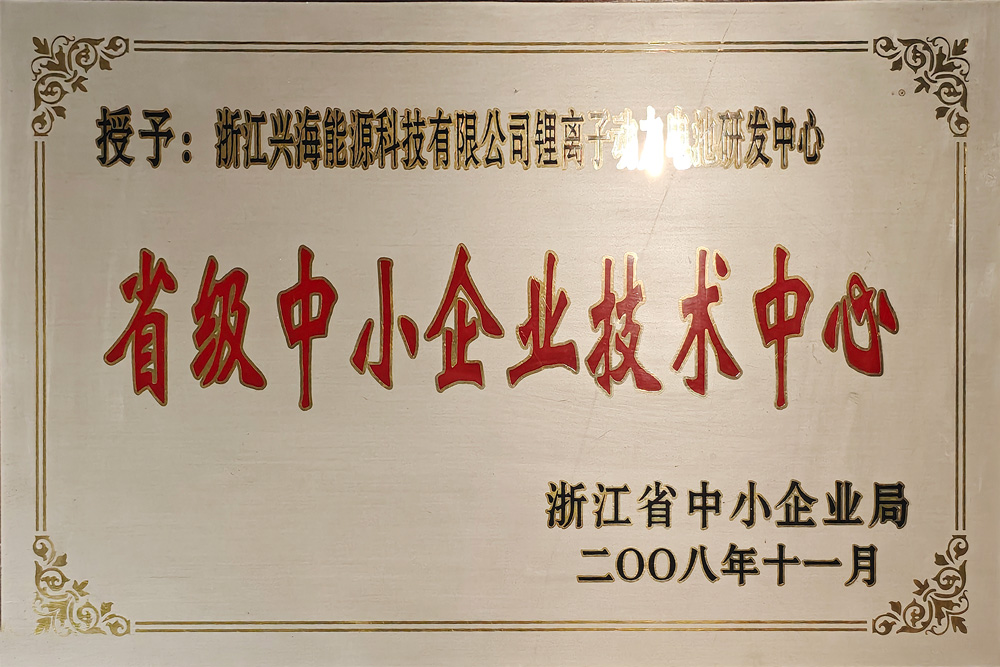 授予：浙江兴海能源科技有限公司锂离子动力电池研发中心
省级中小企业技术中心
浙江省中小企业局
二〇〇八年十一月